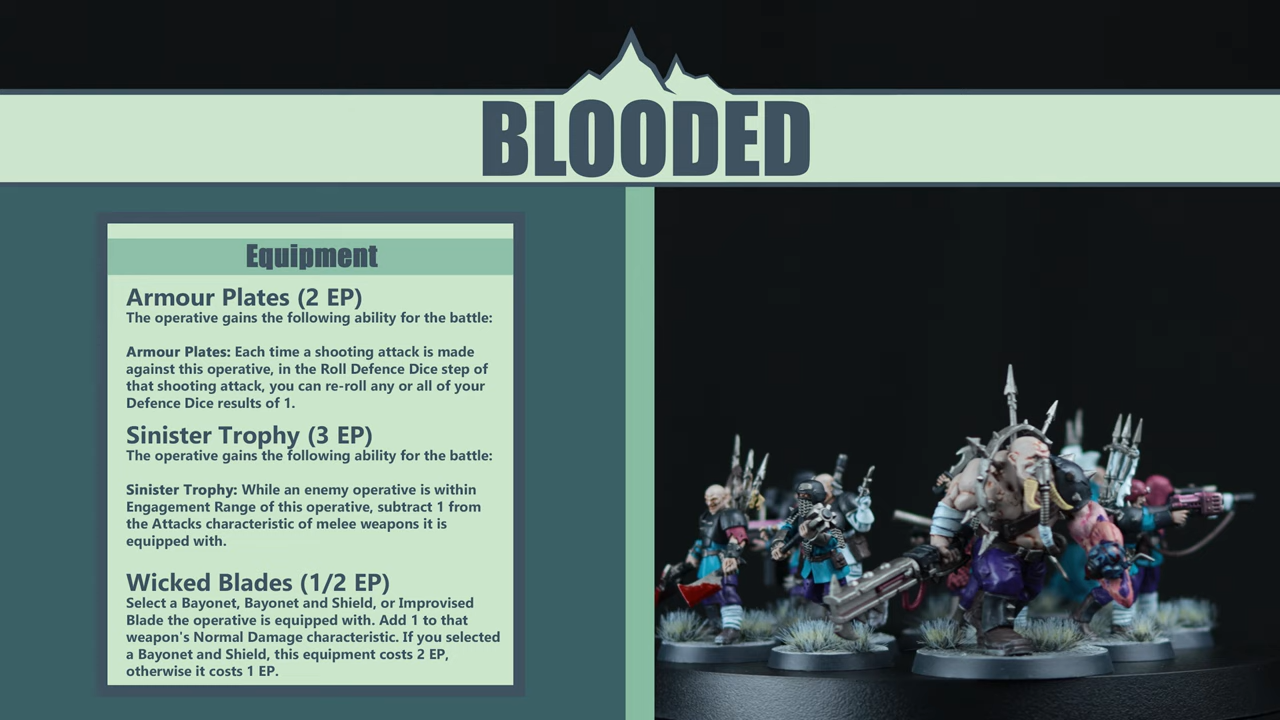 BLOODED
Equipment
Armour Plates (2 EP)
The operative gains the following ability for the battle:
Armour Plates: Each time a shooting attack is made
against this operative, in the Roll Defence Dice step of
that shooting attack, you can re-roll any or all of your
Defence Dice results of 1.
Sinister Trophy (3 EP)
The operative gains the following ability for the battle:
Sinister Trophy: While an enemy operative is within
Engagement Range of this operative, subtract 1 from
the Attacks characteristic of melee weapons it is
equipped with.
Wicked Blades (1/2 EP)
Select a Bayonet, Bayonet and Shield, or Improvised
Blade the operative is equipped with. Add 1 to that
weapon's Normal Damage characteristic. If you selected
a Bayonet and Shield, this equipment costs 2 EP,
otherwise it costs 1 EP.